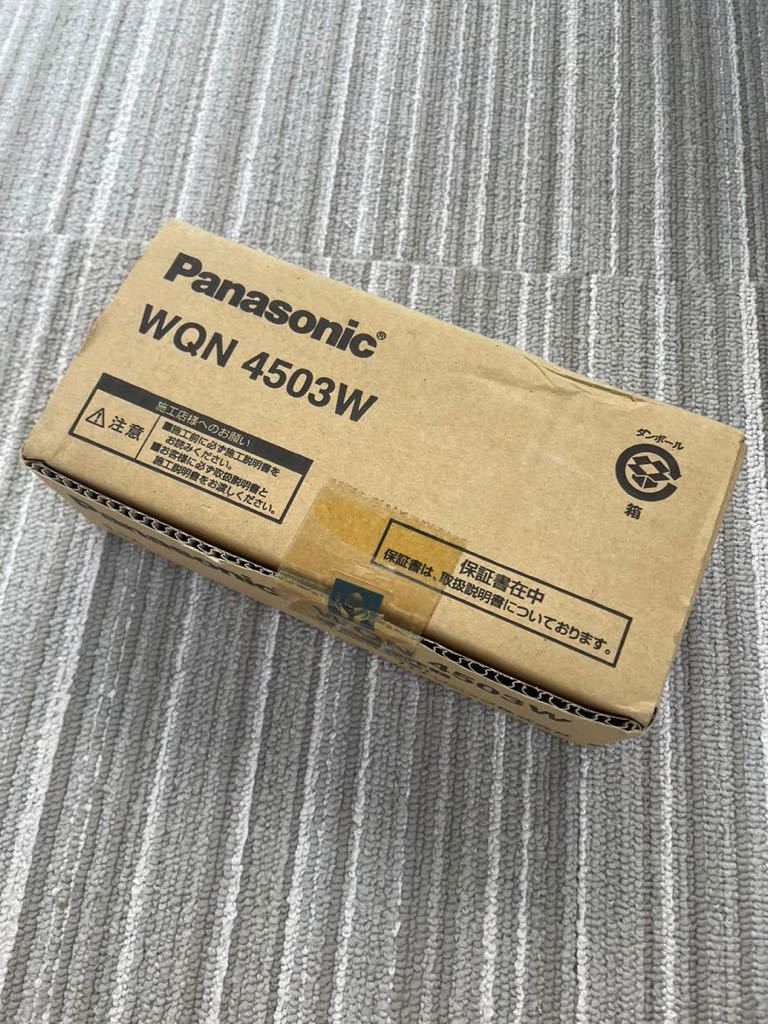 Panasonic®
WQN 4503W
施工店様へのお願い
注意
■施工前に必ず施工説明書を
お読みください。
■お客様に必ず取扱説明書と
施工説明書をお渡しください。
ダンボール
箱
保証書在中
保証書は、取扱説明書についております。
WQN 4503W